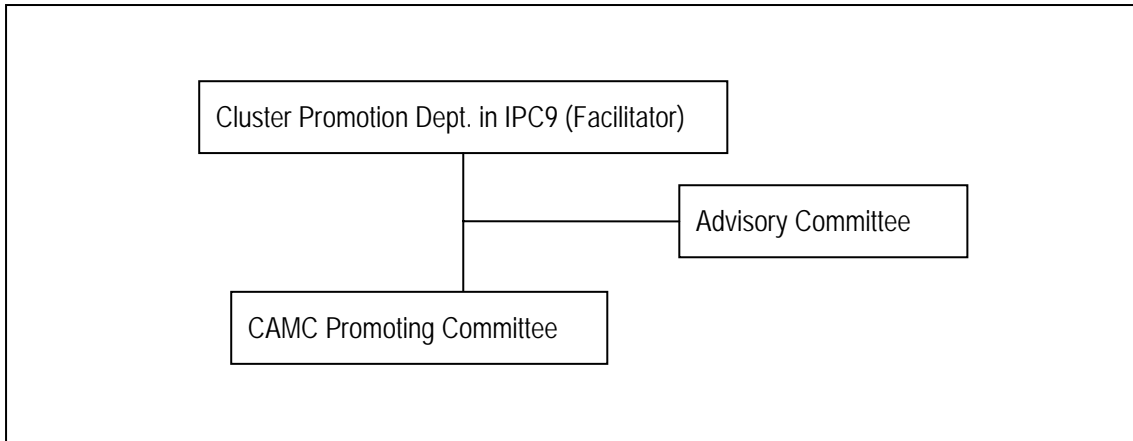 Cluster Promotion Dept. in IPC9 (Facilitator)
Advisory Committee
CAMC Promoting Committee